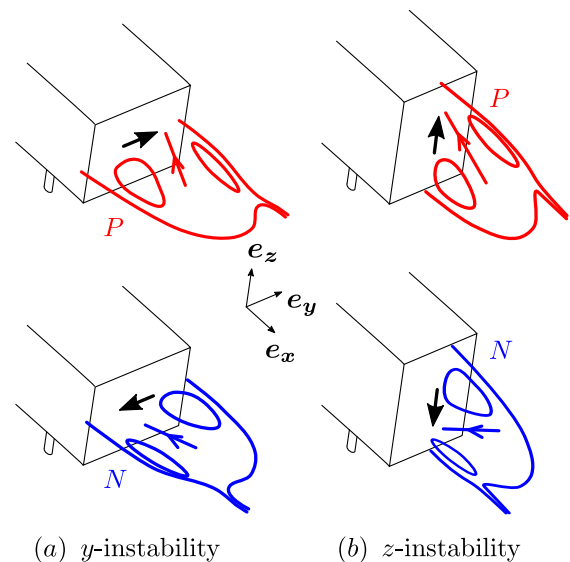 P
P
e_z
e_y
e_x
N
N
(a) y-instability
(b) z-instability